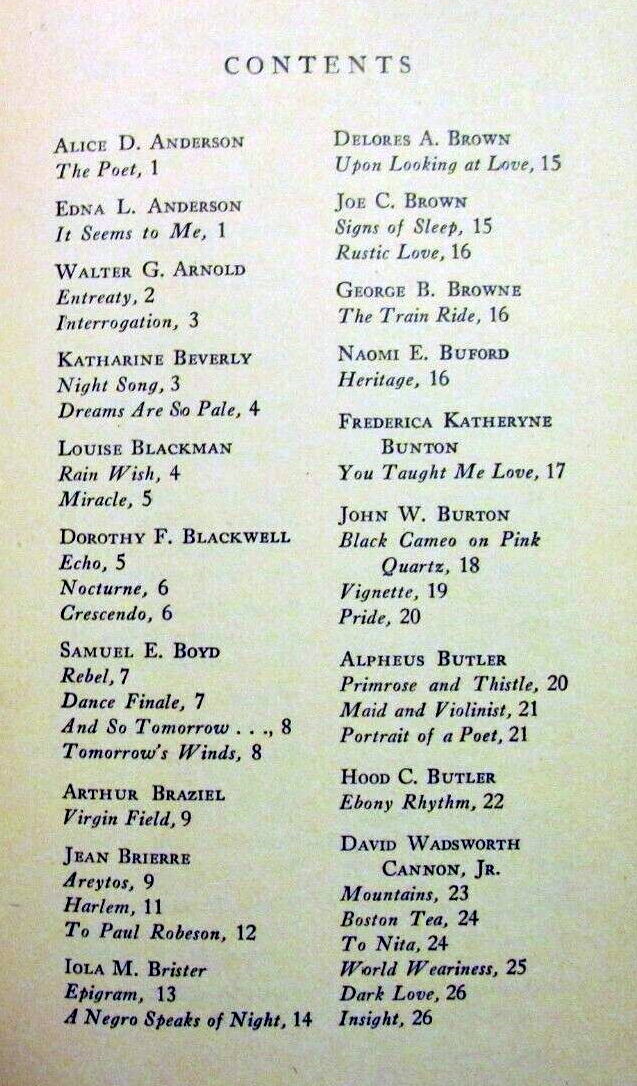 CONTENTS
ALICE D. ANDERSON
The Poet, 1
EDNA L. ANDERSON
It Seems to Me, 1
WALTER G. ARNOLD
Entreaty, 2
Interrogation, 3
KATHARINE BEVERLY
Night Song, 3
Dreams Are So Pale, 4
LOUISE BLACKMAN
Rain Wish, 4
Miracle, 5
DOROTHY F. BLACKWELL
Echo, 5
Nocturne, 6
Crescendo, 6
SAMUEL E. BOYD
Rebel, 7
Dance Finale, 7
And So Tomorrow . . ., 8
Tomorrow's Winds, 8
ARTHUR BRAZIEL
Virgin Field, 9
JEAN BRIERRE
Areytos, 9
Harlem, 11
To Paul Robeson, 12
IOLA M. Brister
Epigram, 13
A Negro Speaks of Night, 14
DELORES A. BROWN
Upon Looking at Love, 15
JOE C. BROWN
Signs of Sleep, 15
Rustic Love, 16
GEORGE B. BROWNE
The Train Ride, 16
NAOMI E. BUFORD
Heritage, 16
FREDERICA KATHERYNE
BUNTON
You Taught Me Love, 17
JOHN W. BURTON
Black Cameo on Pink
Quartz, 18
Vignette, 19
Pride, 20
ALPHEUS BUTLER
Primrose and Thistle, 20
Maid and Violinist, 21
Portrait of a Poet, 21
HOOD C. BUTLER
Ebony Rhythm, 22
DAVID WADSWORTH
CANNON, JR.
Mountains, 23
Boston Tea, 24
To Nita, 24
World Weariness, 25
Dark Love, 26
Insight, 26